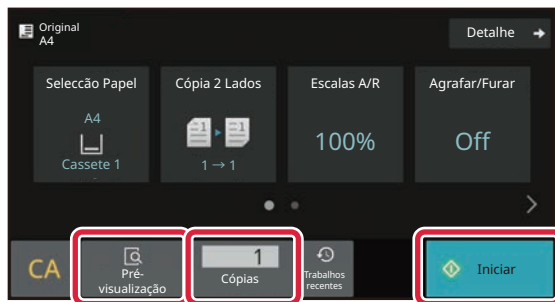 Original
A4
Detalhe
Seleccão Papel
Cópia 2 Lados
Escalas A/R
Agrafar/Furar
A4
Cassete 1
1 → 1
100%
Off
CA
Pré-
visualização
1
Cópias
Trabalhos
recentes
Iniciar